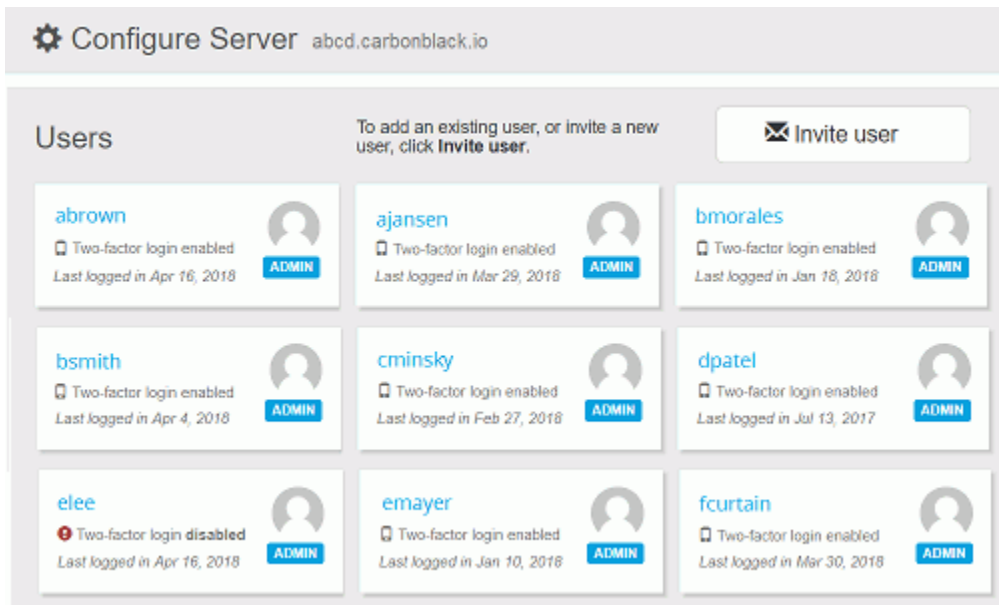 Configure Server abcd.carbonblack.io
Users
To add an existing user, or invite a new
user, click Invite user.
Invite user
abrown
Two-factor login enabled
Last logged in Apr 16, 2018
ADMIN
ajansen
Two-factor login enabled
Last logged in Mar 29, 2018
ADMIN
bmorales
Two-factor login enabled
Last logged in Jan 18, 2018
ADMIN
bsmith
Two-factor login enabled
Last logged in Apr 4, 2018
ADMIN
cminsky
Two-factor login enabled
Last logged in Feb 27, 2018
ADMIN
dpatel
Two-factor login enabled
Last logged in Jul 13, 2017
ADMIN
elee
Two-factor login disabled
Last logged in Apr 16, 2018
ADMIN
emayer
Two-factor login enabled
Last logged in Jan 10, 2018
ADMIN
fcurtain
Two-factor login enabled
Last logged in Mar 30, 2018
ADMIN